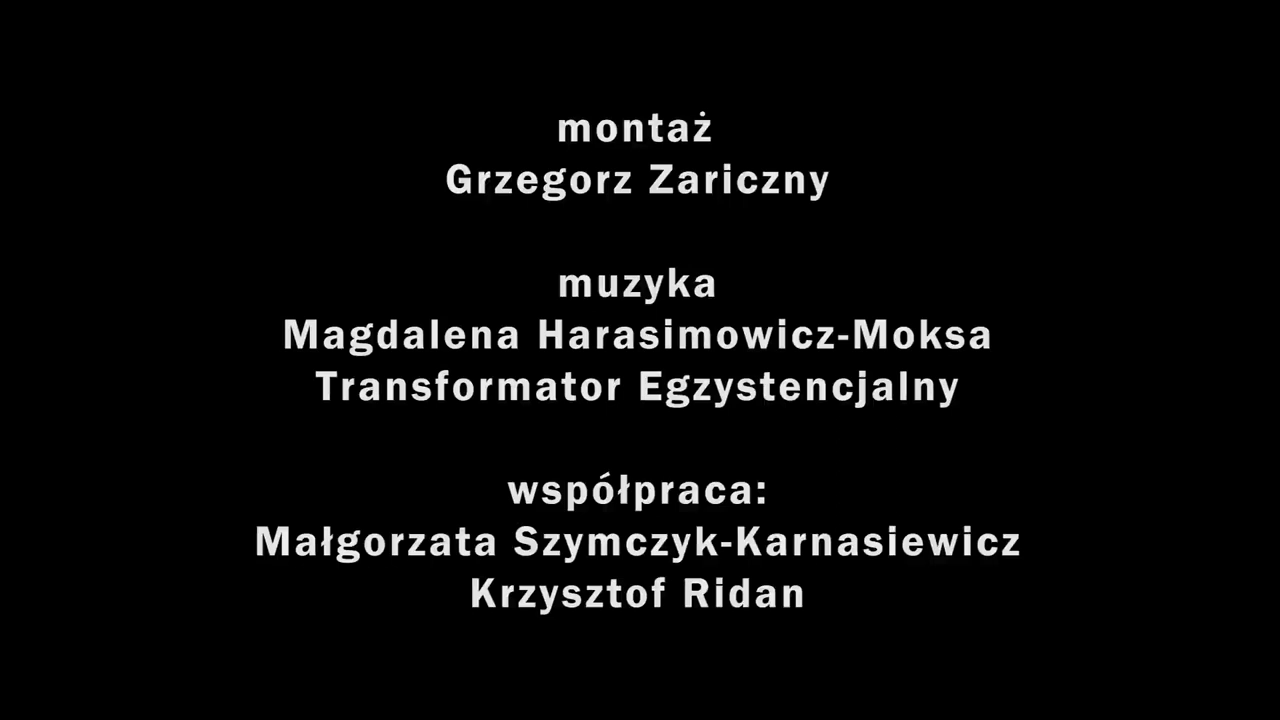 montaż
Grzegorz Zariczny
muzyka
Magdalena Harasimowicz-Moksa
Transformator Egzystencjalny
współpraca:
Małgorzata Szymczyk-Karnasiewicz
Krzysztof Ridan